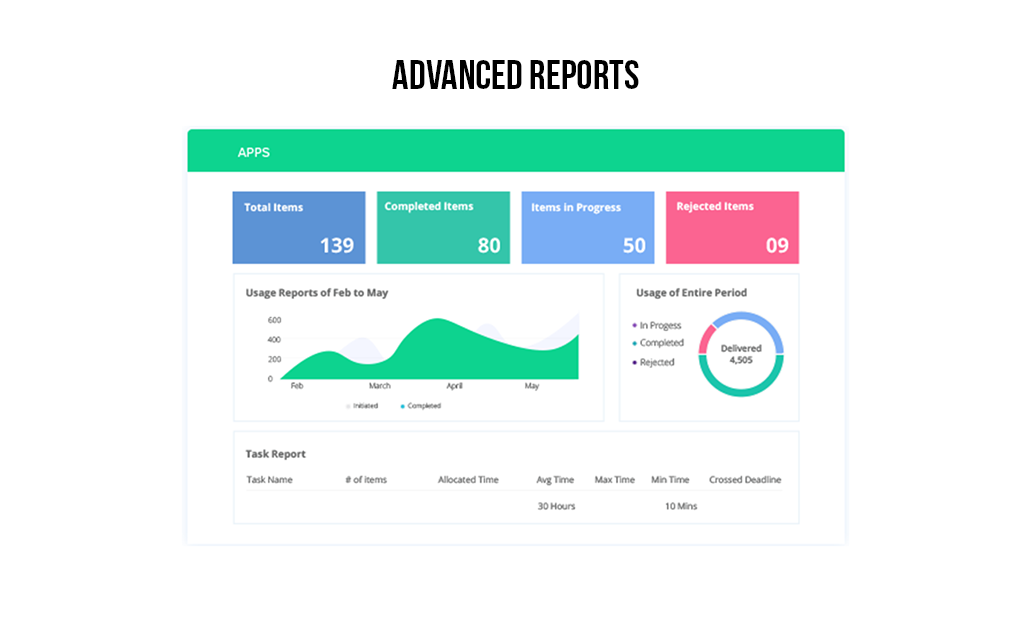 ADVANCED REPORTS
APPS
Total Items
139
Completed Items
80
Items in Progress
50
Rejected Items
09
Usage Reports of Feb to May
600
400
200
0
Feb March April May
Initiated Completed
Usage of Entire Period
In Progess
Completed
Rejected
Delivered
4,505
Task Report
Task Name # of items Allocated Time Avg Time Max Time Min Time Crossed Deadline
30 Hours 10 Mins